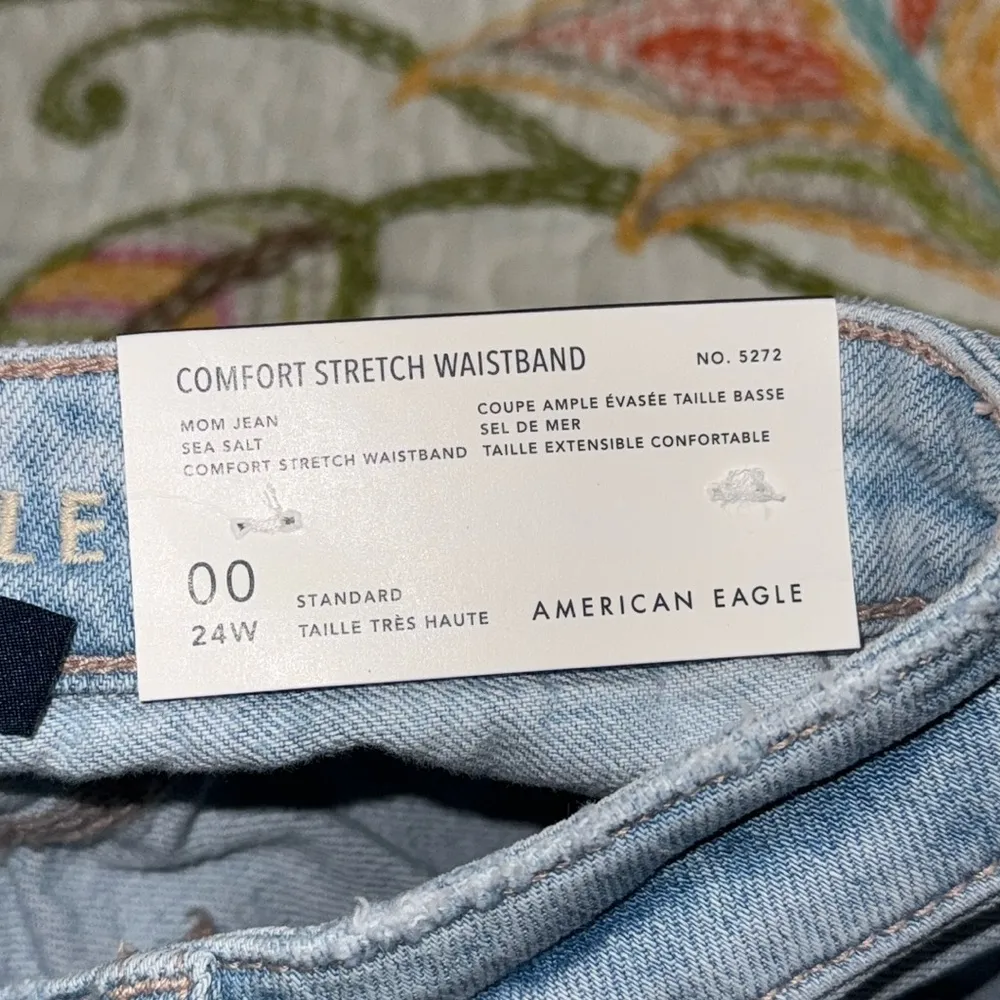 COMFORT STRETCH WAISTBAND
NO. 5272
MOM JEAN
SEA SALT
COMFORT STRETCH WAISTBAND
COUPE AMPLE ÉVASÉE TAILLE BASSE
SEL DE MER
TAILLE EXTENSIBLE CONFORTABLE
LE
00
24W
STANDARD
TAILLE TRÈS HAUTE
AMERICAN EAGLE